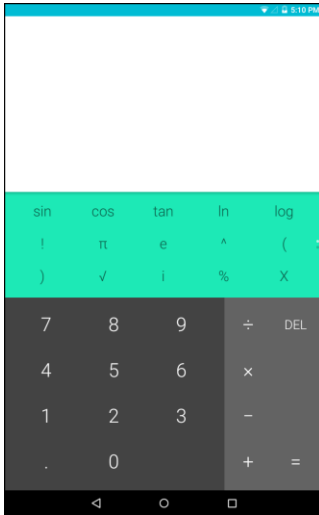 5:10 PM
sin cos tan ln log
! π e ^ (
) √ i % X
7 8 9 ÷ DEL
4 5 6 ×
1 2 3 −
. 0 + =